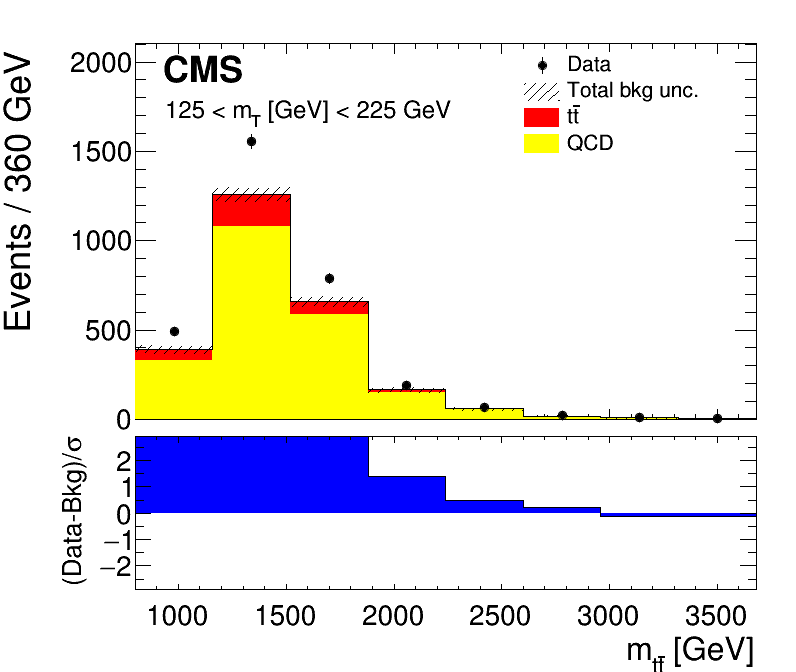 CMS
125 < m_T [GeV] < 225 GeV
Data
Total bkg unc.
tt̄
QCD
Events / 360 GeV
2000
1500
1000
500
0
(Data-Bkg)/σ
2
1
0
−1
−2
1000 1500 2000 2500 3000 3500
m_tt̄ [GeV]